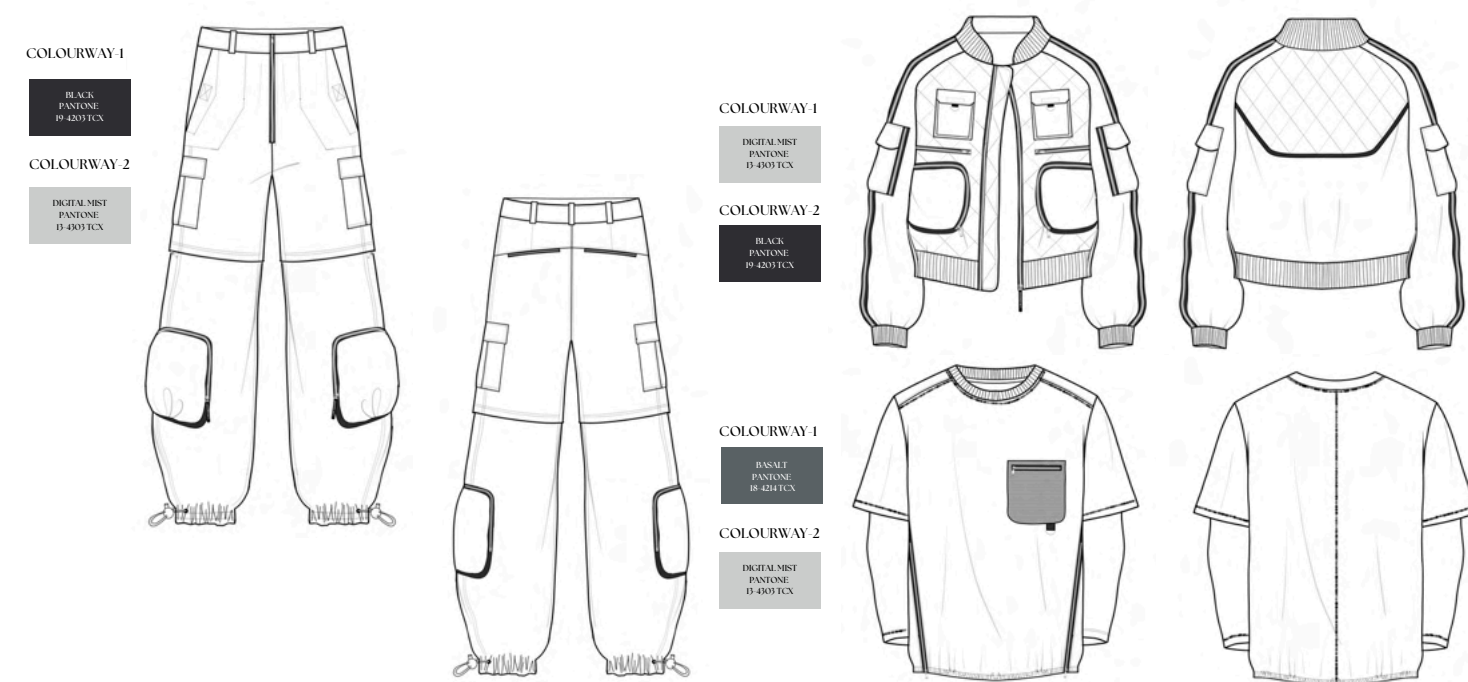 COLOURWAY-1
BLACK
PANTONE
19-4203 TCX
COLOURWAY-2
DIGITAL MIST
PANTONE
13-4303 TCX
COLOURWAY-1
DIGITAL MIST
PANTONE
13-4303 TCX
COLOURWAY-2
BLACK
PANTONE
19-4203 TCX
COLOURWAY-1
BASALT
PANTONE
18-4214 TCX
COLOURWAY-2
DIGITAL MIST
PANTONE
13-4303 TCX